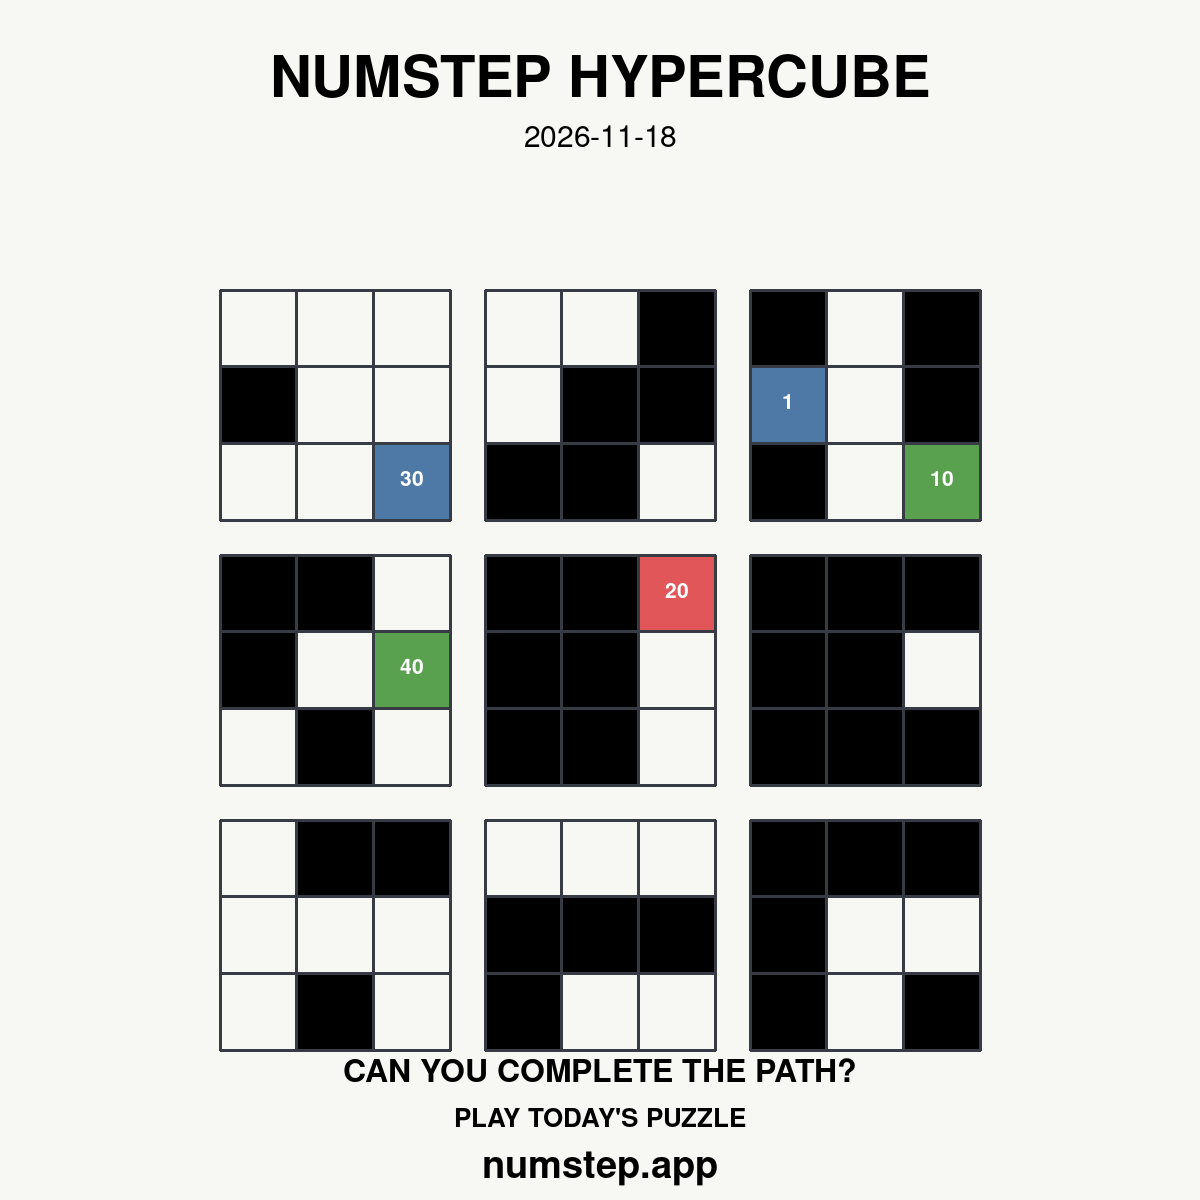 NUMSTEP HYPERCUBE
2026-11-18
1
30
10
20
40
CAN YOU COMPLETE THE PATH?
PLAY TODAY'S PUZZLE
numstep.app